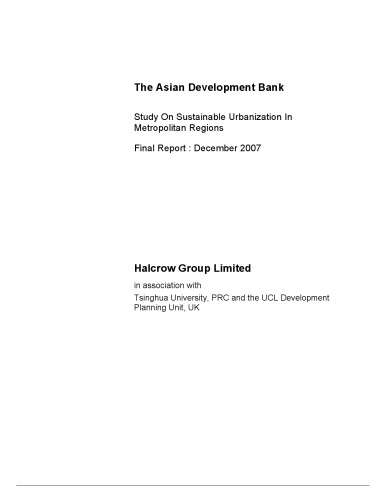 The Asian Development Bank
Study On Sustainable Urbanization In
Metropolitan Regions
Final Report : December 2007
Halcrow Group Limited
in association with
Tsinghua University, PRC and the UCL Development
Planning Unit, UK